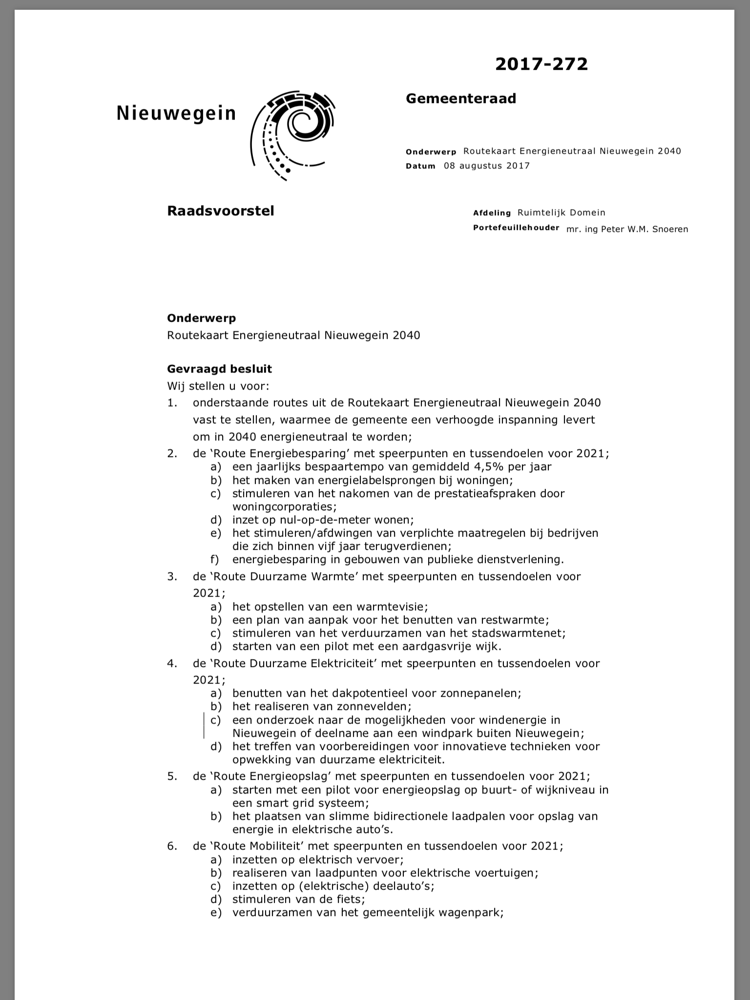 2017-272
Nieuwegein
Gemeenteraad
Onderwerp Routekaart Energieneutraal Nieuwegein 2040
Datum 08 augustus 2017
Raadsvoorstel
Afdeling Ruimtelijk Domein
Portefeuillehouder mr. ing Peter W.M. Snoeren
Onderwerp
Routekaart Energieneutraal Nieuwegein 2040
Gevraagd besluit
Wij stellen u voor:
1. onderstaande routes uit de Routekaart Energieneutraal Nieuwegein 2040
vast te stellen, waarmee de gemeente een verhoogde inspanning levert
om in 2040 energieneutraal te worden;
2. de ‘Route Energiebesparing’ met speerpunten en tussendoelen voor 2021;
a) een jaarlijks bespaartempo van gemiddeld 4,5% per jaar
b) het maken van energielabelsprongen bij woningen;
c) stimuleren van het nakomen van de prestatieafspraken door
woningcorporaties;
d) inzet op nul-op-de-meter wonen;
e) het stimuleren/afdwingen van verplichte maatregelen bij bedrijven
die zich binnen vijf jaar terugverdienen;
f) energiebesparing in gebouwen van publieke dienstverlening.
3. de ‘Route Duurzame Warmte’ met speerpunten en tussendoelen voor
2021;
a) het opstellen van een warmtevisie;
b) een plan van aanpak voor het benutten van restwarmte;
c) stimuleren van het verduurzamen van het stadswarmtenet;
d) starten van een pilot met een aardgasvrije wijk.
4. de ‘Route Duurzame Elektriciteit’ met speerpunten en tussendoelen voor
2021;
a) benutten van het dakpotentieel voor zonnepanelen;
b) het realiseren van zonnevelden;
c) een onderzoek naar de mogelijkheden voor windenergie in
Nieuwegein of deelname aan een windpark buiten Nieuwegein;
d) het treffen van voorbereidingen voor innovatieve technieken voor
opwekking van duurzame elektriciteit.
5. de ‘Route Energieopslag’ met speerpunten en tussendoelen voor 2021;
a) starten met een pilot voor energieopslag op buurt- of wijkniveau in
een smart grid systeem;
b) het plaatsen van slimme bidirectionele laadpalen voor opslag van
energie in elektrische auto’s.
6. de ‘Route Mobiliteit’ met speerpunten en tussendoelen voor 2021;
a) inzetten op elektrisch vervoer;
b) realiseren van laadpunten voor elektrische voertuigen;
c) inzetten op (elektrische) deelauto’s;
d) stimuleren van de fiets;
e) verduurzamen van het gemeentelijk wagenpark;